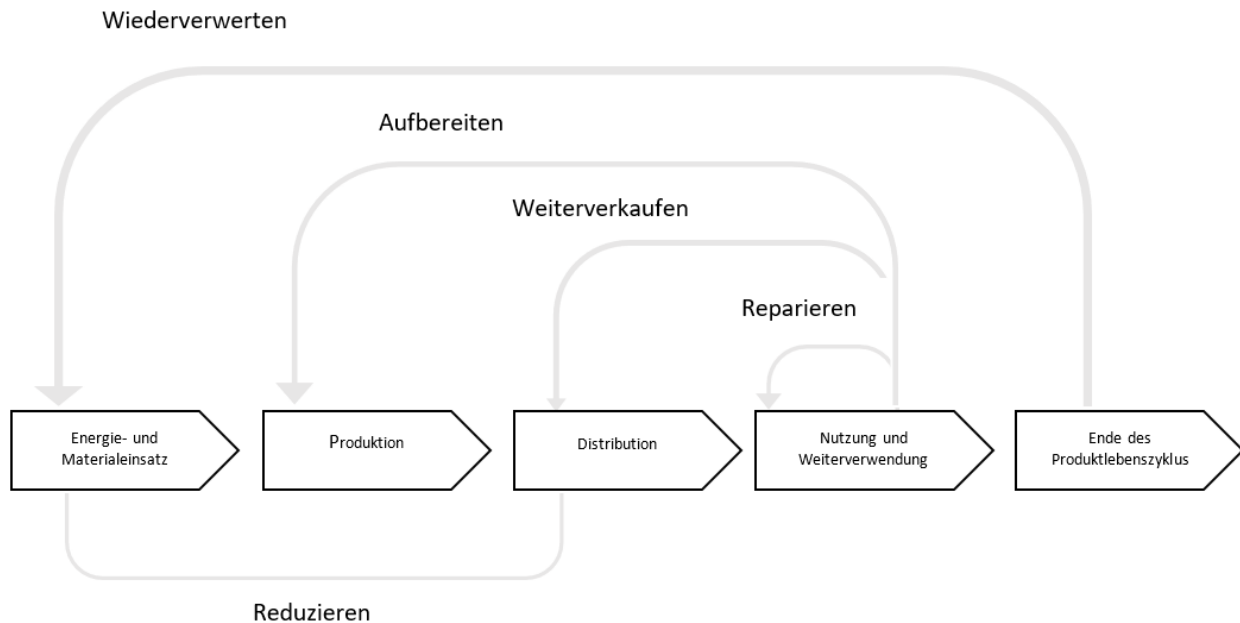 Wiederverwerten
Aufbereiten
Weiterverkaufen
Reparieren
Energie- und
Materialeinsatz
Produktion
Distribution
Nutzung und
Weiterverwendung
Ende des
Produktlebenszyklus
Reduzieren